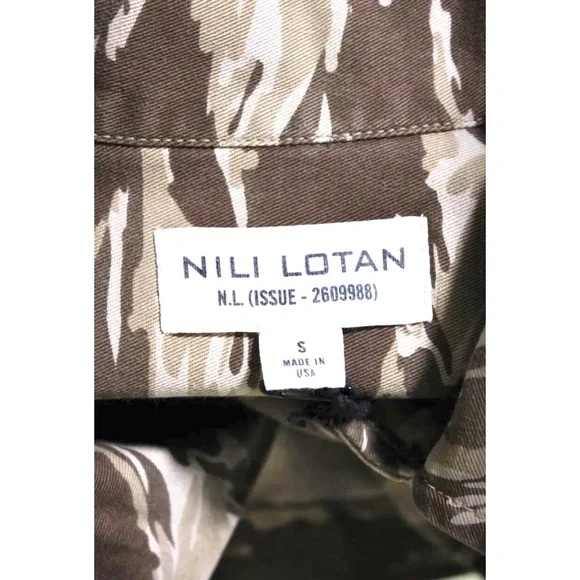 NILI LOTAN
N.L. (ISSUE - 2609988)
S
MADE IN
USA